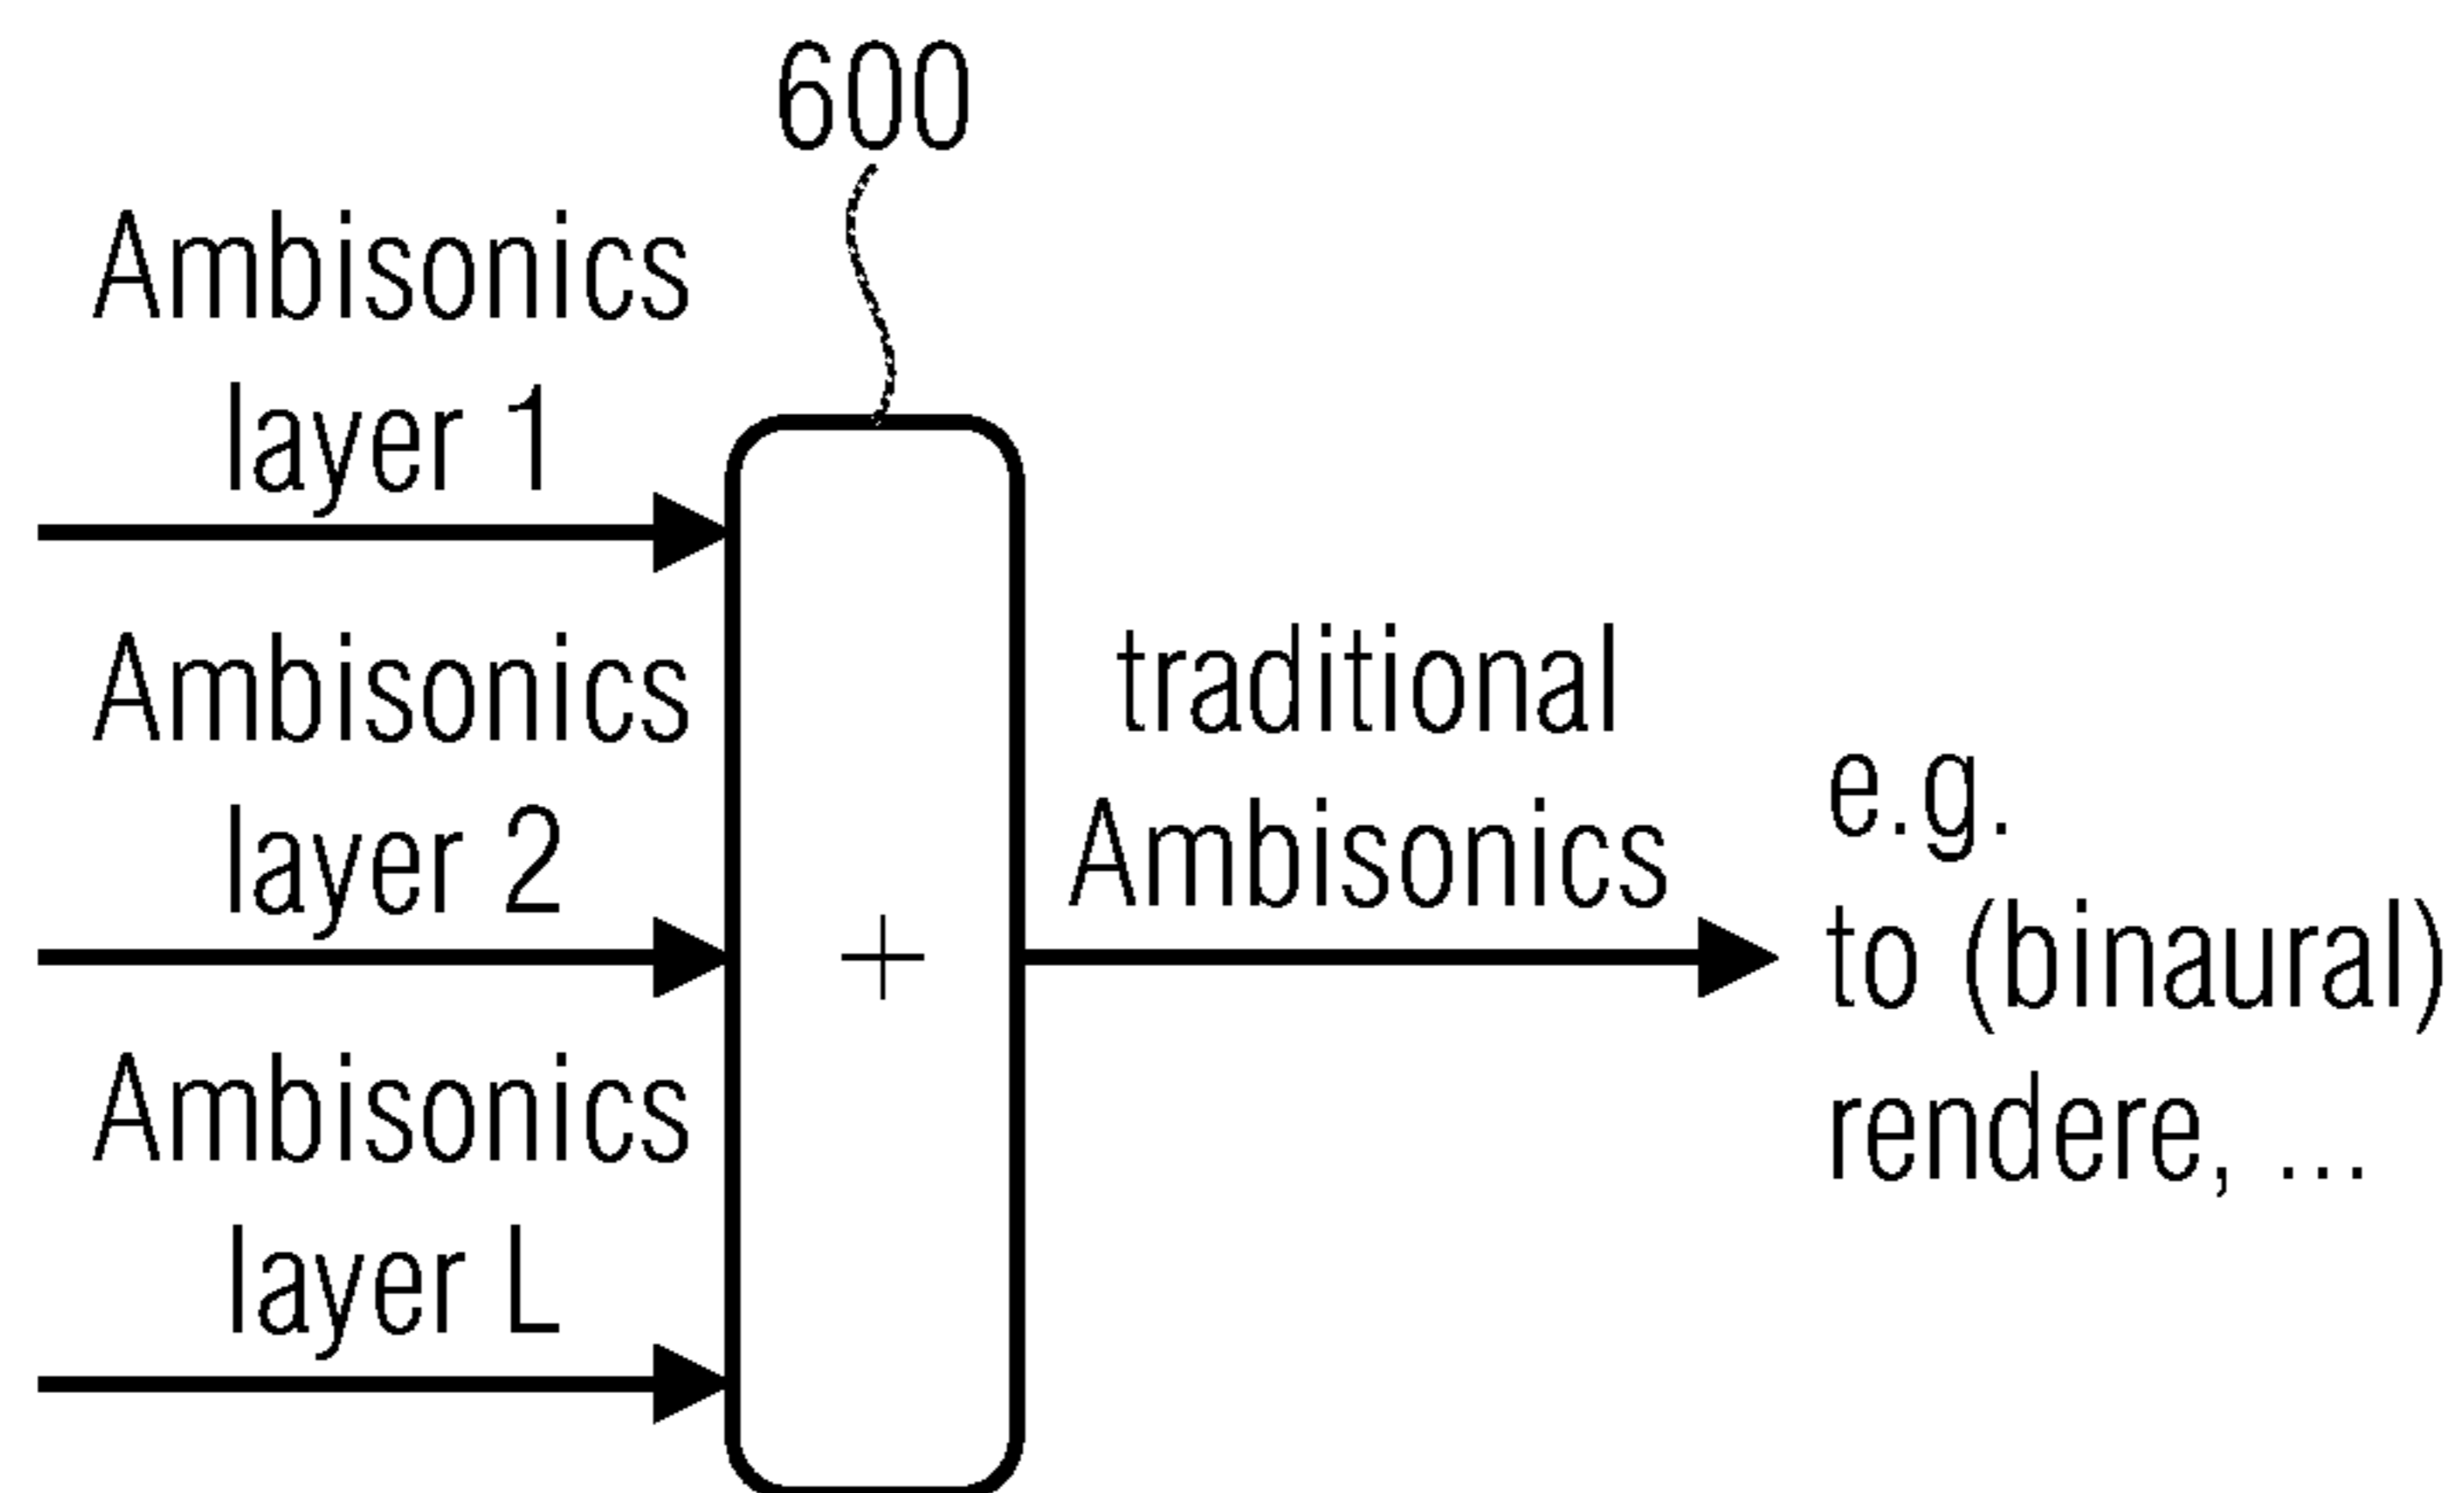 600
Ambisonics
layer 1
Ambisonics
layer 2
+
Ambisonics
layer L
traditional
Ambisonics
e.g.
to (binaural)
rendere, ...